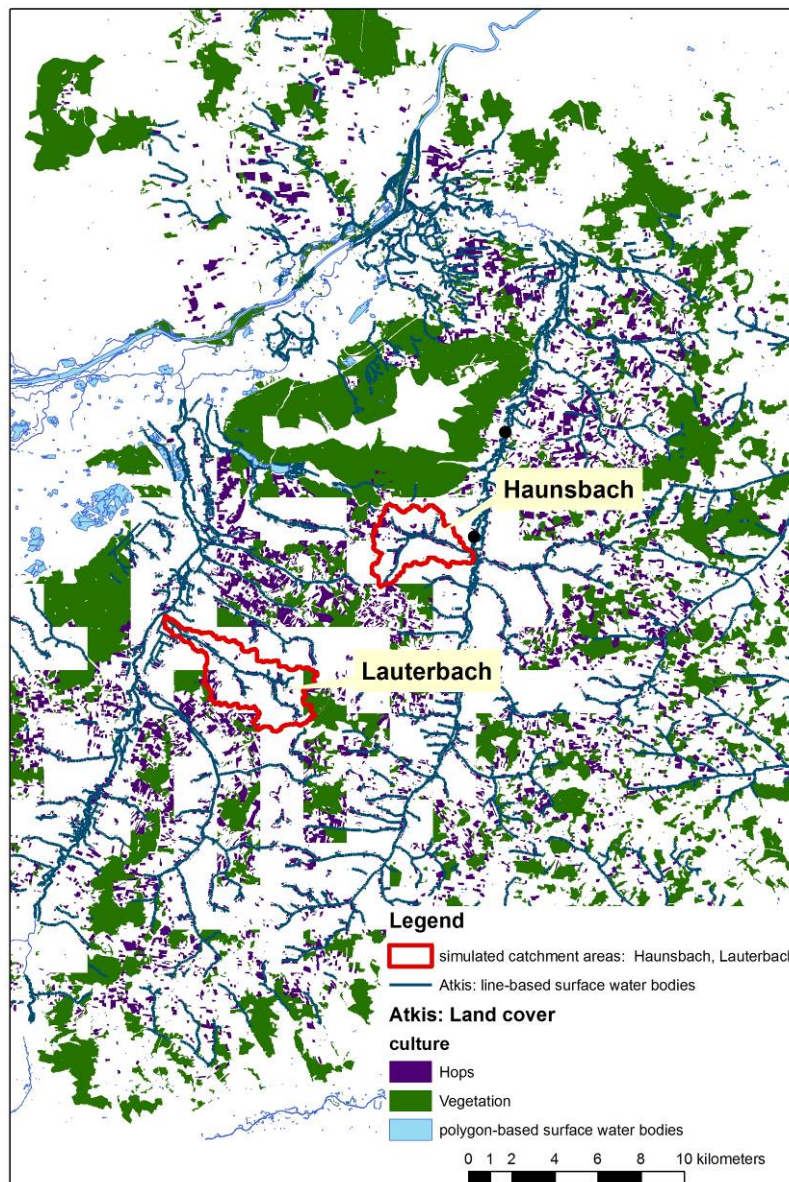 Haunsbach
Lauterbach
Legend
simulated catchment areas: Haunsbach, Lauterbach
Atkis: line-based surface water bodies
Atkis: Land cover
culture
Hops
Vegetation
polygon-based surface water bodies
0 1 2 4 6 8 10 kilometers